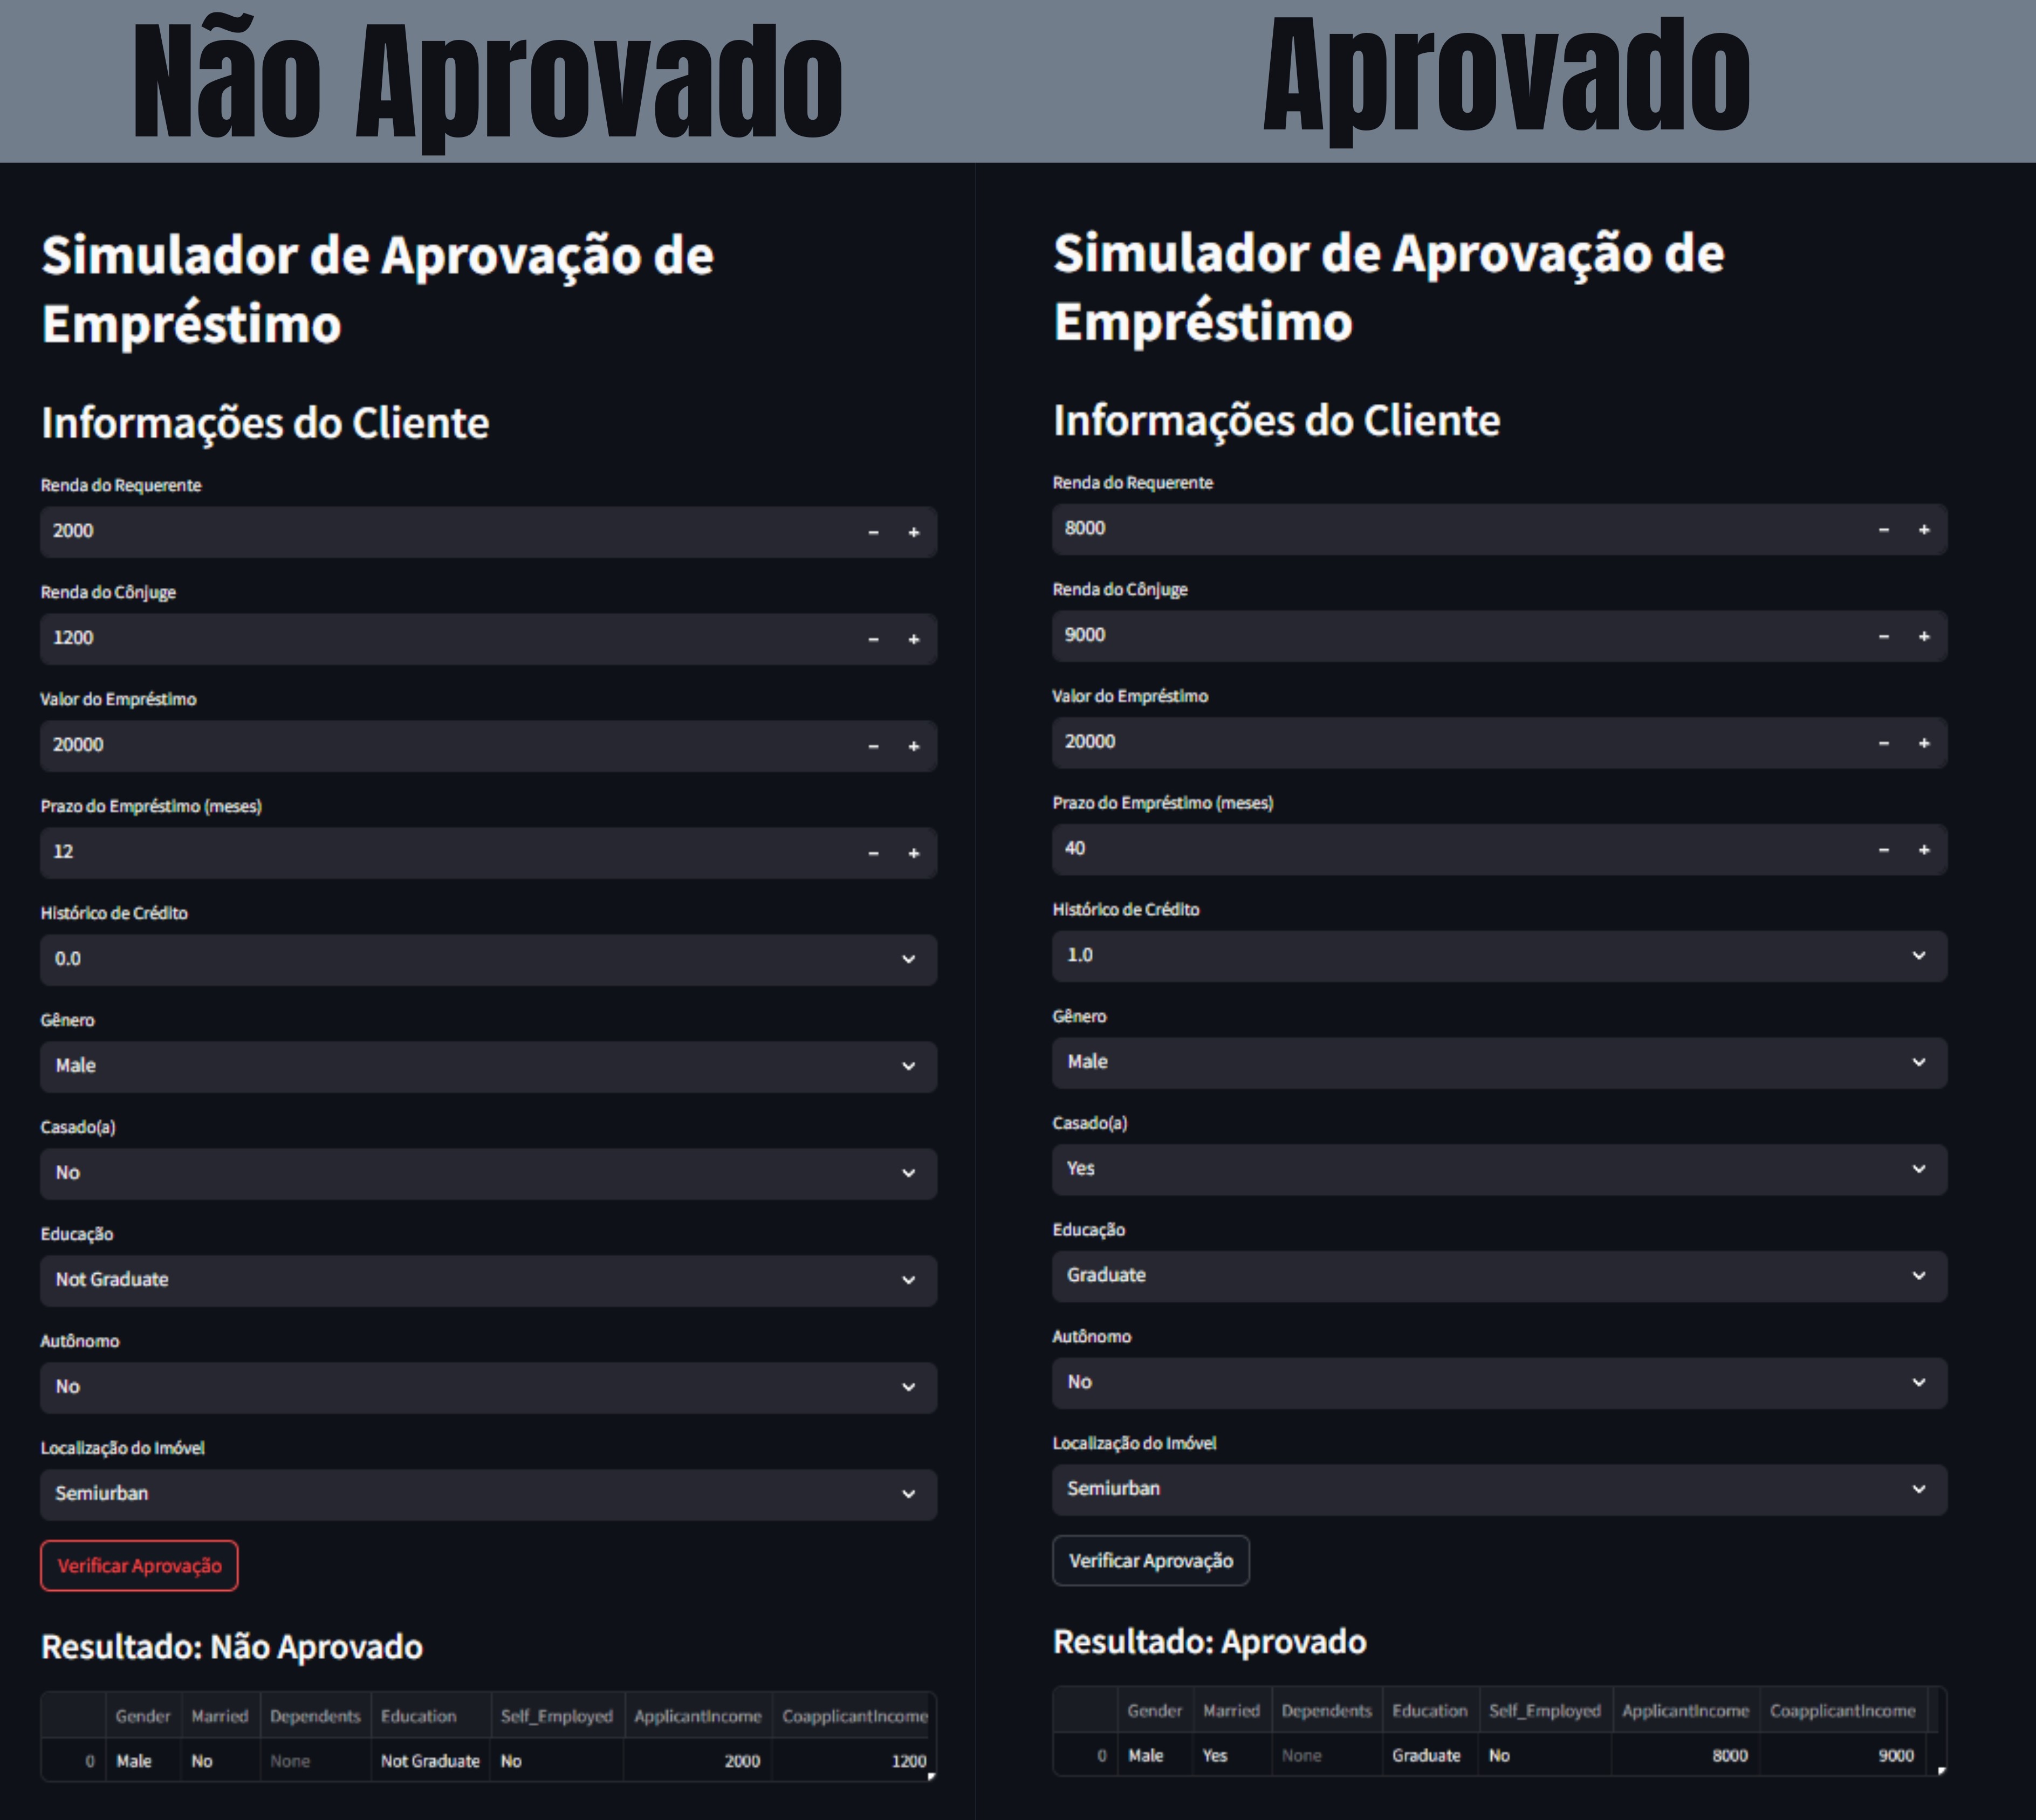 Não Aprovado
Aprovado
Simulador de Aprovação de
Empréstimo
Informações do Cliente
Renda do Requerente
2000
Renda do Cônjuge
1200
Valor do Empréstimo
20000
Prazo do Empréstimo (meses)
12
Histórico de Crédito
0.0
Gênero
Male
Casado(a)
No
Educação
Not Graduate
Autônomo
No
Localização do Imóvel
Semiurban
Verificar Aprovação
Resultado: Não Aprovado
Gender Married Dependents Education Self_Employed ApplicantIncome CoapplicantIncome
0 Male No None Not Graduate No 2000 1200
Simulador de Aprovação de
Empréstimo
Informações do Cliente
Renda do Requerente
8000
Renda do Cônjuge
9000
Valor do Empréstimo
20000
Prazo do Empréstimo (meses)
40
Histórico de Crédito
1.0
Gênero
Male
Casado(a)
Yes
Educação
Graduate
Autônomo
No
Localização do Imóvel
Semiurban
Verificar Aprovação
Resultado: Aprovado
Gender Married Dependents Education Self_Employed ApplicantIncome CoapplicantIncome
0 Male Yes None Graduate No 8000 9000